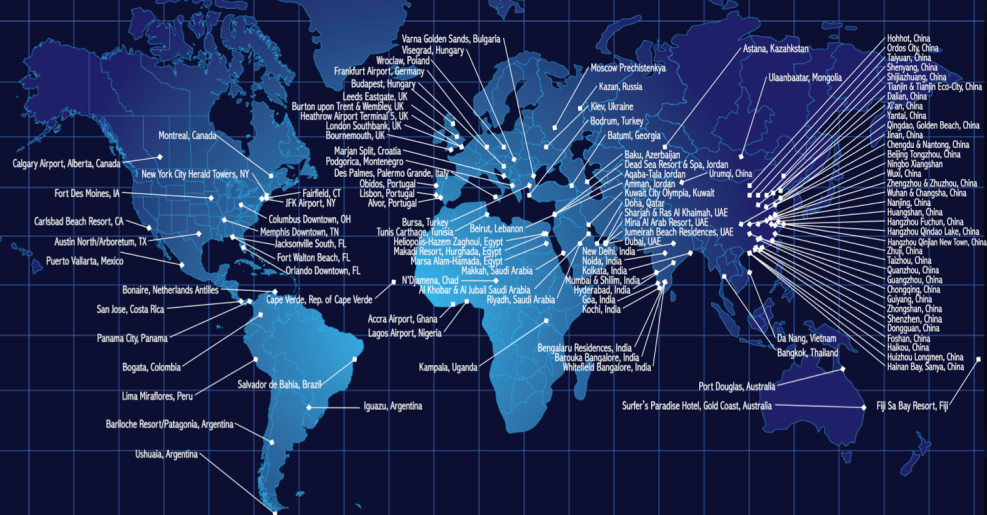 Varna Golden Sands, Bulgaria
Visegrad, Hungary
Wroclaw, Poland
Frankfurt Airport, Germany
Budapest, Hungary
Leeds Eastgate, UK
Burton upon Trent & Wembley, UK
Heathrow Airport Terminal 5, UK
London Southbank, UK
Bournemouth, UK
Marjan Split, Croatia
Podgorica, Montenegro
Des Palmes, Palermo Grande, Italy
Obidos, Portugal
Lisbon, Portugal
Alvor, Portugal
Montreal, Canada
Calgary Airport, Alberta, Canada
New York City Herald Towers, NY
Fort Des Moines, IA
Fairfield, CT
JFK Airport, NY
Carlsbad Beach Resort, CA
Columbus Downtown, OH
Memphis Downtown, TN
Austin North/Arboretum, TX
Jacksonville South, FL
Fort Walton Beach, FL
Puerto Vallarta, Mexico
Orlando Downtown, FL
Bonaire, Netherlands Antilles
San Jose, Costa Rica
Panama City, Panama
Bogata, Colombia
Lima Miraflores, Peru
Salvador de Bahia, Brazil
Iguazu, Argentina
Bariloche Resort/Patagonia, Argentina
Ushuaia, Argentina
Bursa, Turkey
Tunis Carthage, Tunisia
Beirut, Lebanon
Heliopolis-Hazem Zaghoul, Egypt
Makadi Resort, Hurghada, Egypt
Marsa Alam-Hamada, Egypt
Makkah, Saudi Arabia
N'Djamena, Chad
Al Khobar & Al Jubail Saudi Arabia
Cape Verde, Rep. of Cape Verde
Riyadh, Saudi Arabia
Accra Airport, Ghana
Lagos Airport, Nigeria
Kampala, Uganda
Moscow Prechistenkya
Kazan, Russia
Kiev, Ukraine
Bodrum, Turkey
Batumi, Georgia
Baku, Azerbaijan
Dead Sea Resort & Spa, Jordan
Aqaba-Tala Jordan
Urumqi, China
Amman, Jordan
Kuwait City Olympia, Kuwait
Doha, Qatar
Sharjah & Ras Al Khaimah, UAE
Mina Al Arab Resort, UAE
Jumeirah Beach Residences, UAE
Dubai, UAE
New Delhi, India
Noida, India
Kolkata, India
Mumbai & Shilim, India
Hyderabad, India
Goa, India
Kochi, India
Bengalaru Residences, India
Barouka Bangalore, India
Whitefield Bangalore, India
Astana, Kazahkstan
Ulaanbaatar, Mongolia
Hohhot, China
Ordos City, China
Taiyuan, China
Shenyang, China
Shijiazhuang, China
Tianjin & Tianjin Eco-City, China
Dalian, China
Xi'an, China
Yantai, China
Qingdao, Golden Beach, China
Jinan, China
Chengdu & Nantong, China
Beijing Tongzhou, China
Ningbo Xiangshan
Wuxi, China
Zhengzhou & Zhuzhou, China
Wuhan & Changsha, China
Nanjing, China
Huangshan, China
Hangzhou Fuchun, China
Hangzhou Qindao Lake, China
Hangzhou Qinjian New Town, China
Zhuji, China
Taizhou, China
Quanzhou, China
Guangzhou, China
Chongqing, China
Guiyang, China
Zhongshan, China
Shenzhen, China
Dongguan, China
Foshan, China
Haikou, China
Huizhou Longmen, China
Hainan Bay, Sanya, China
Da Nang, Vietnam
Bangkok, Thailand
Port Douglas, Australia
Surfer's Paradise Hotel, Gold Coast, Australia
Fiji Sa Bay Resort, Fiji